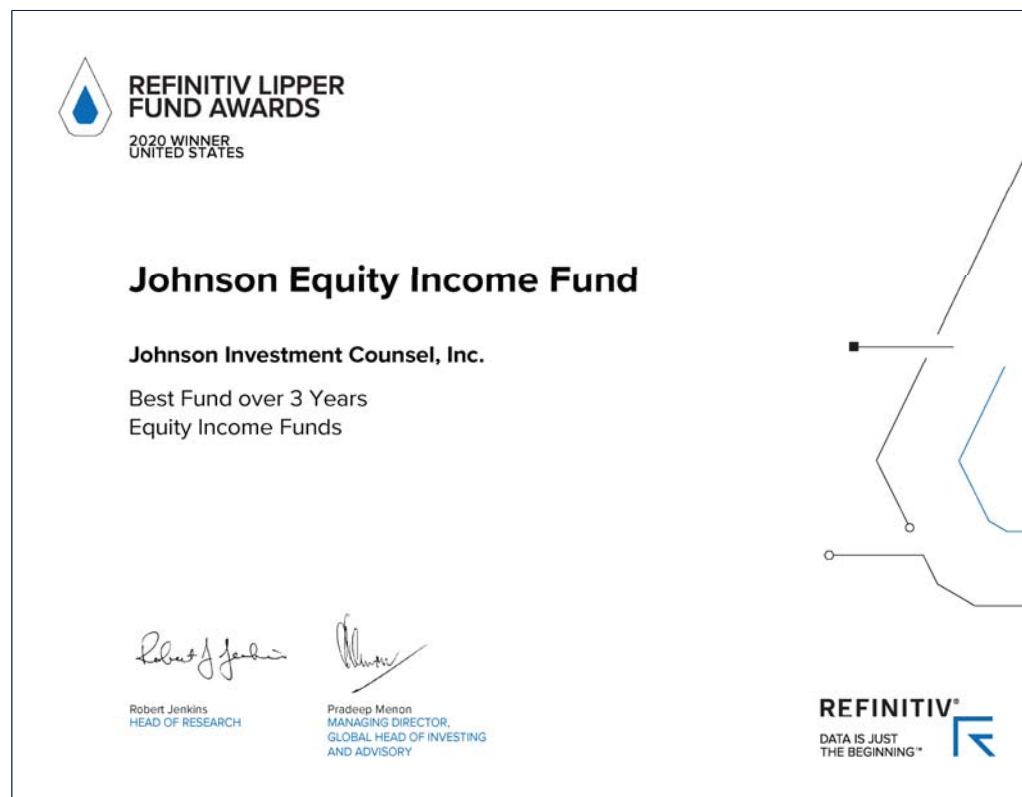 REFINITIV LIPPER
FUND AWARDS
2020 WINNER
UNITED STATES
Johnson Equity Income Fund
Johnson Investment Counsel, Inc.
Best Fund over 3 Years
Equity Income Funds
Robert J Jenkins
Robert Jenkins
HEAD OF RESEARCH
Pradeep Menon
MANAGING DIRECTOR,
GLOBAL HEAD OF INVESTING
AND ADVISORY
REFINITIV®
DATA IS JUST
THE BEGINNING™